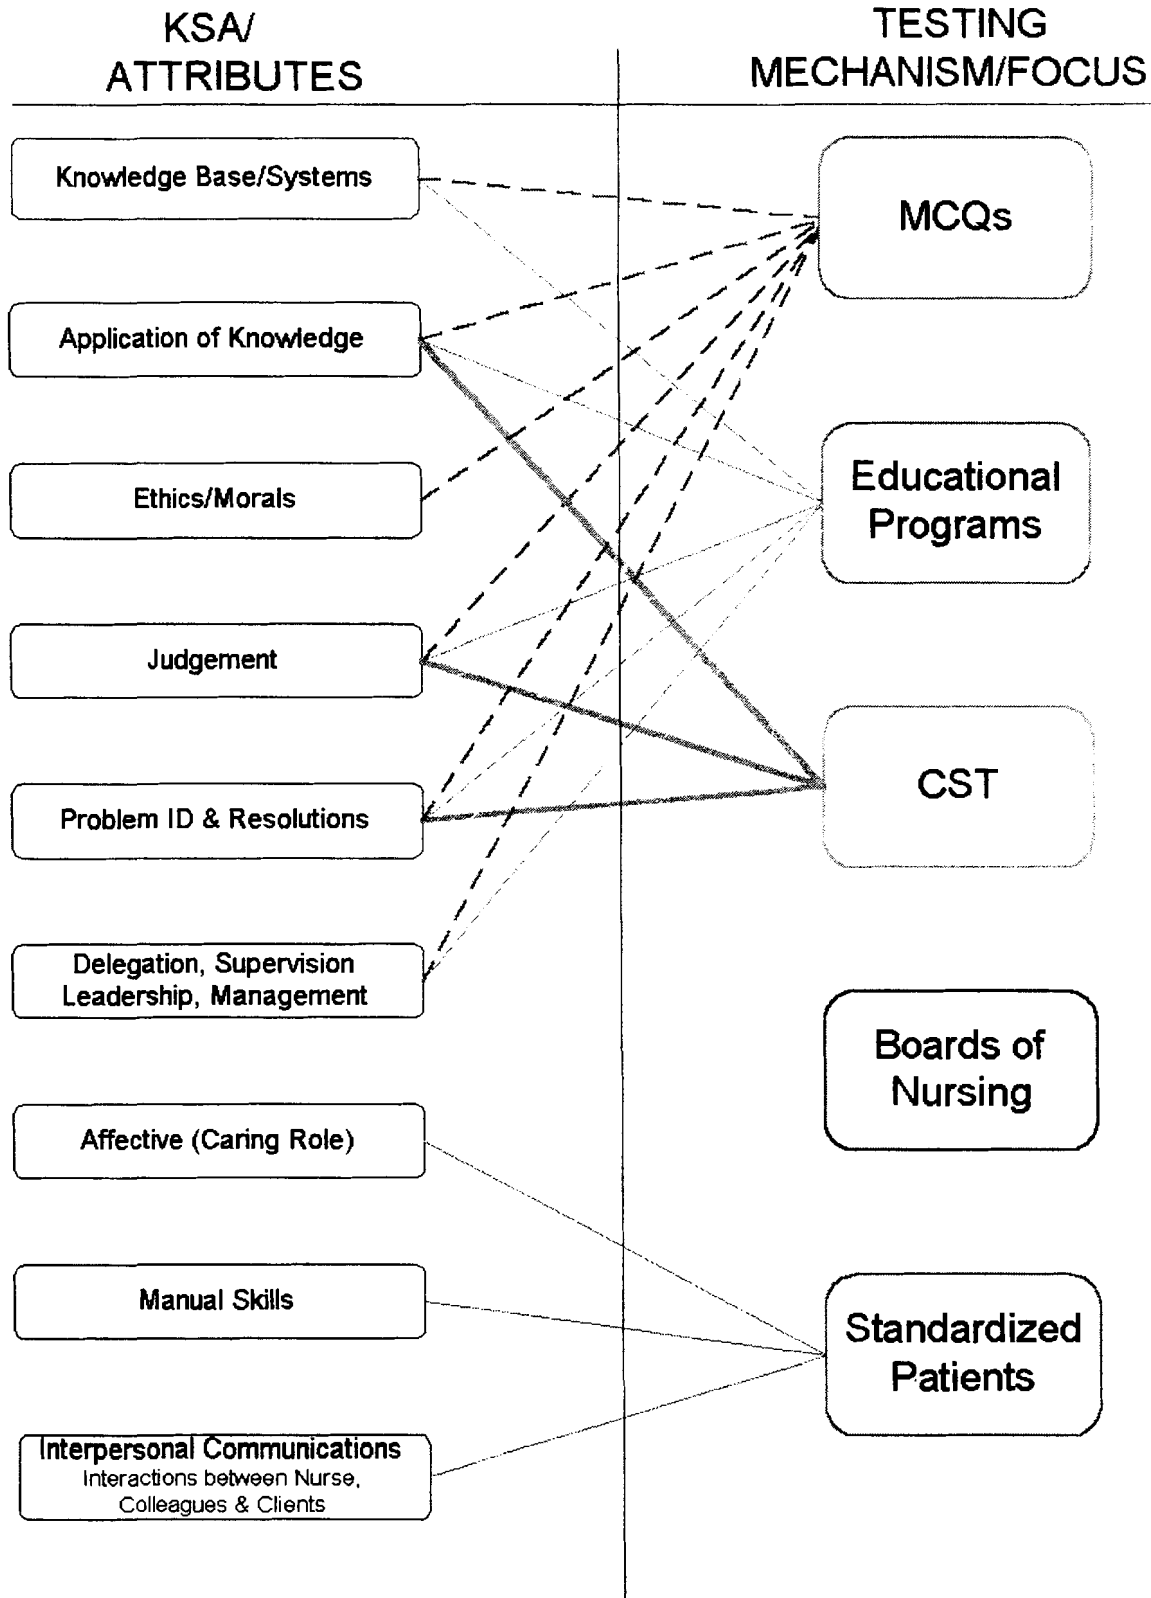 KSA/
ATTRIBUTES
TESTING
MECHANISM/FOCUS
Knowledge Base/Systems
Application of Knowledge
Ethics/Morals
Judgement
Problem ID & Resolutions
Delegation, Supervision
Leadership, Management
Affective (Caring Role)
Manual Skills
Interpersonal Communications
Interactions between Nurse,
Colleagues & Clients
MCQs
Educational
Programs
CST
Boards of
Nursing
Standardized
Patients